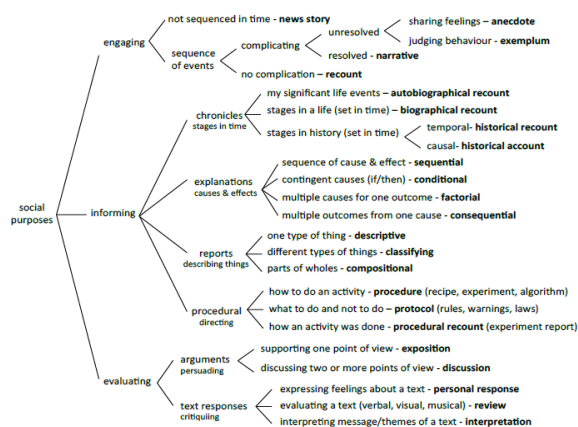 social purposes
engaging
not sequenced in time - news story
sequence of events
complicating
unresolved
sharing feelings – anecdote
judging behaviour - exemplum
resolved - narrative
no complication - recount
informing
chronicles
stages in time
my significant life events – autobiographical recount
stages in a life (set in time) – biographical recount
stages in history (set in time)
temporal- historical recount
causal- historical account
explanations
causes & effects
sequence of cause & effect - sequential
contingent causes (if/then) - conditional
multiple causes for one outcome - factorial
multiple outcomes from one cause - consequential
reports
describing things
one type of thing - descriptive
different types of things - classifying
parts of wholes - compositional
procedural
directing
how to do an activity - procedure (recipe, experiment, algorithm)
what to do and not to do – protocol (rules, warnings, laws)
how an activity was done - procedural recount (experiment report)
evaluating
arguments
persuading
supporting one point of view - exposition
discussing two or more points of view - discussion
text responses
critiquiing
expressing feelings about a text - personal response
evaluating a text (verbal, visual, musical) - review
interpreting message/themes of a text - interpretation